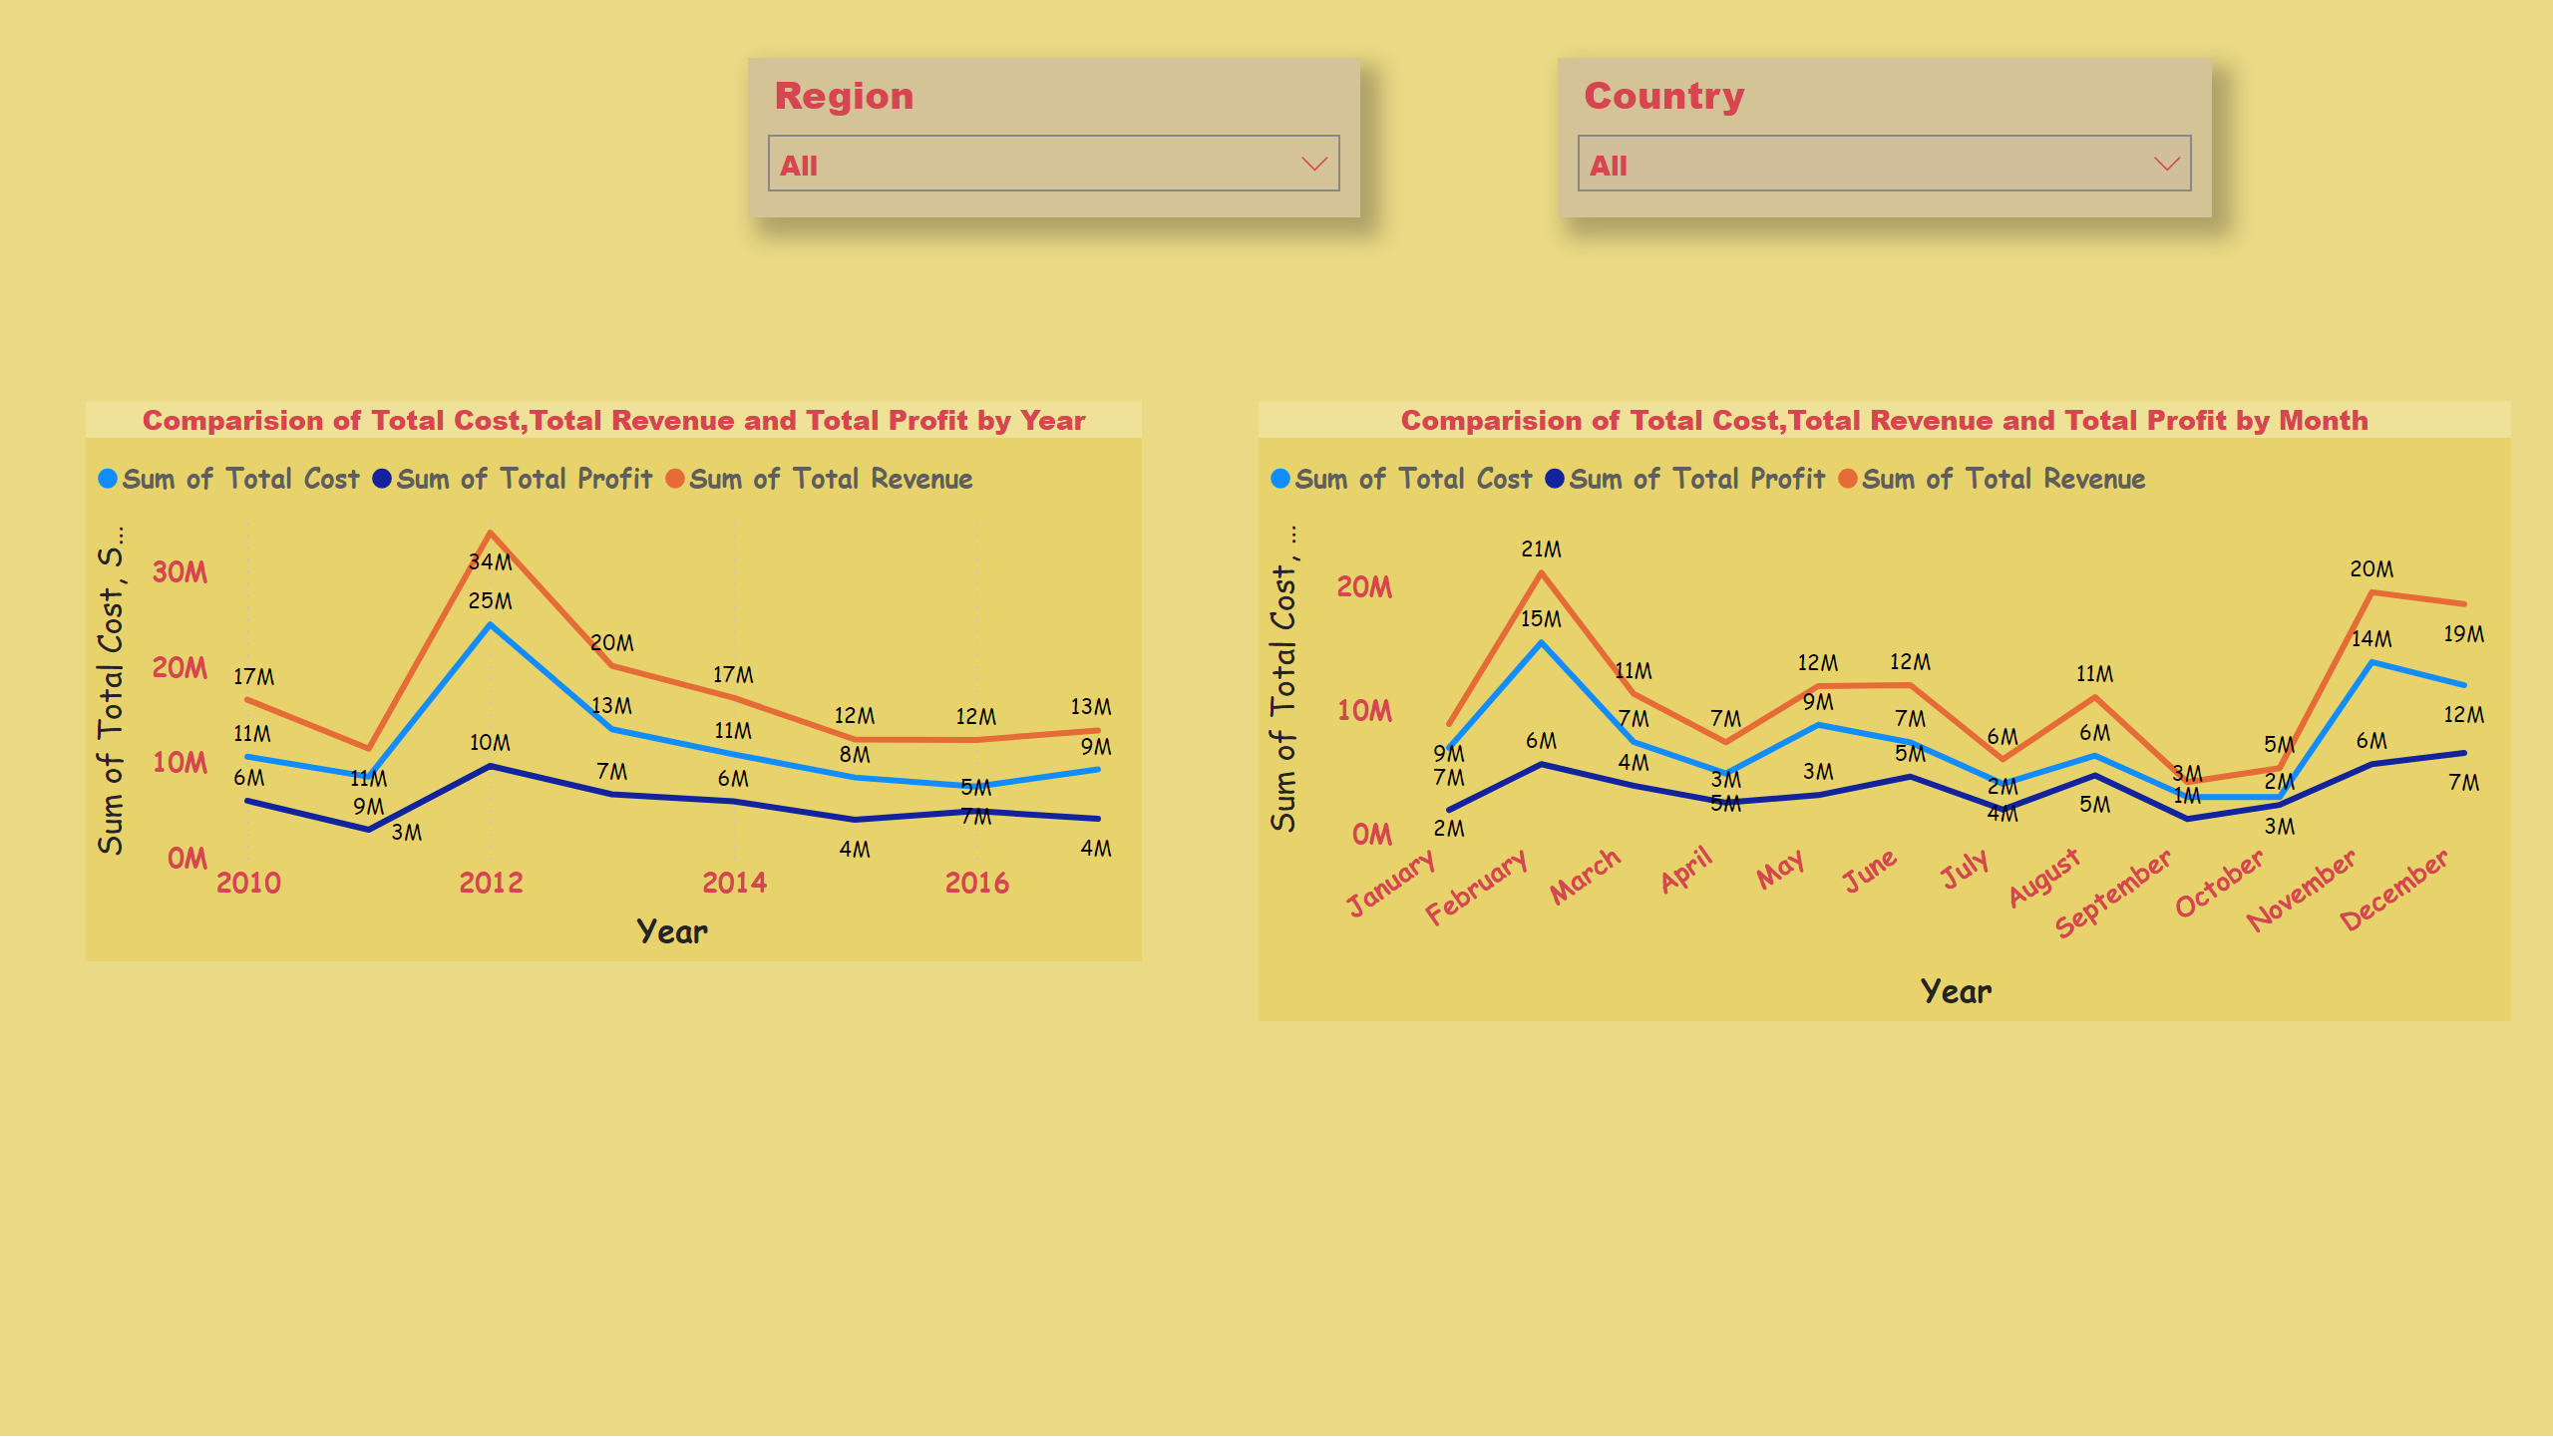 Region
All
Country
All
Comparision of Total Cost,Total Revenue and Total Profit by Year
Sum of Total Cost Sum of Total Profit Sum of Total Revenue
Sum of Total Cost, S...
30M
20M
10M
0M
17M
11M
6M
11M
9M
3M
34M
25M
10M
20M
13M
7M
17M
11M
6M
12M
8M
4M
12M
5M
7M
13M
9M
4M
2010 2012 2014 2016
Year
Comparision of Total Cost,Total Revenue and Total Profit by Month
Sum of Total Cost Sum of Total Profit Sum of Total Revenue
Sum of Total Cost, ...
20M
10M
0M
9M
7M
2M
21M
15M
6M
11M
7M
4M
7M
3M
5M
12M
9M
3M
12M
7M
5M
6M
2M
4M
11M
6M
5M
3M
1M
5M
2M
3M
20M
14M
6M
19M
12M
7M
January February March April May June July August September October November December
Year